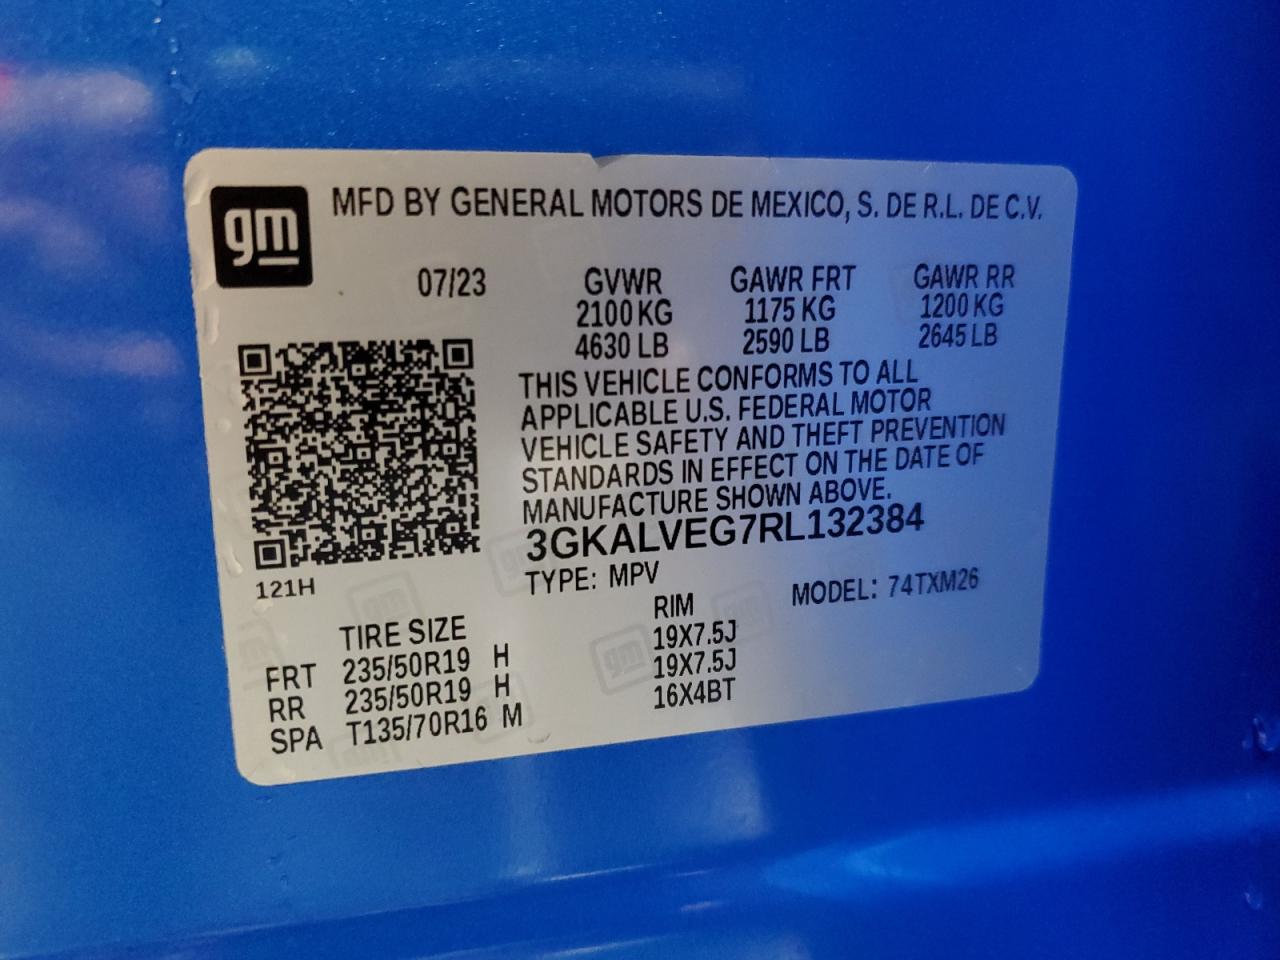 gm MFD BY GENERAL MOTORS DE MEXICO, S. DE R.L. DE C.V.
07/23 GVWR GAWR FRT GAWR RR
2100 KG 1175 KG 1200 KG
4630 LB 2590 LB 2645 LB
THIS VEHICLE CONFORMS TO ALL
APPLICABLE U.S. FEDERAL MOTOR
VEHICLE SAFETY AND THEFT PREVENTION
STANDARDS IN EFFECT ON THE DATE OF
MANUFACTURE SHOWN ABOVE.
3GKALVEG7RL132384
121H TYPE: MPV MODEL: 74TXM26
TIRE SIZE RIM
FRT 235/50R19 H 19X7.5J
RR 235/50R19 H 19X7.5J
SPA T135/70R16 M 16X4BT
gm